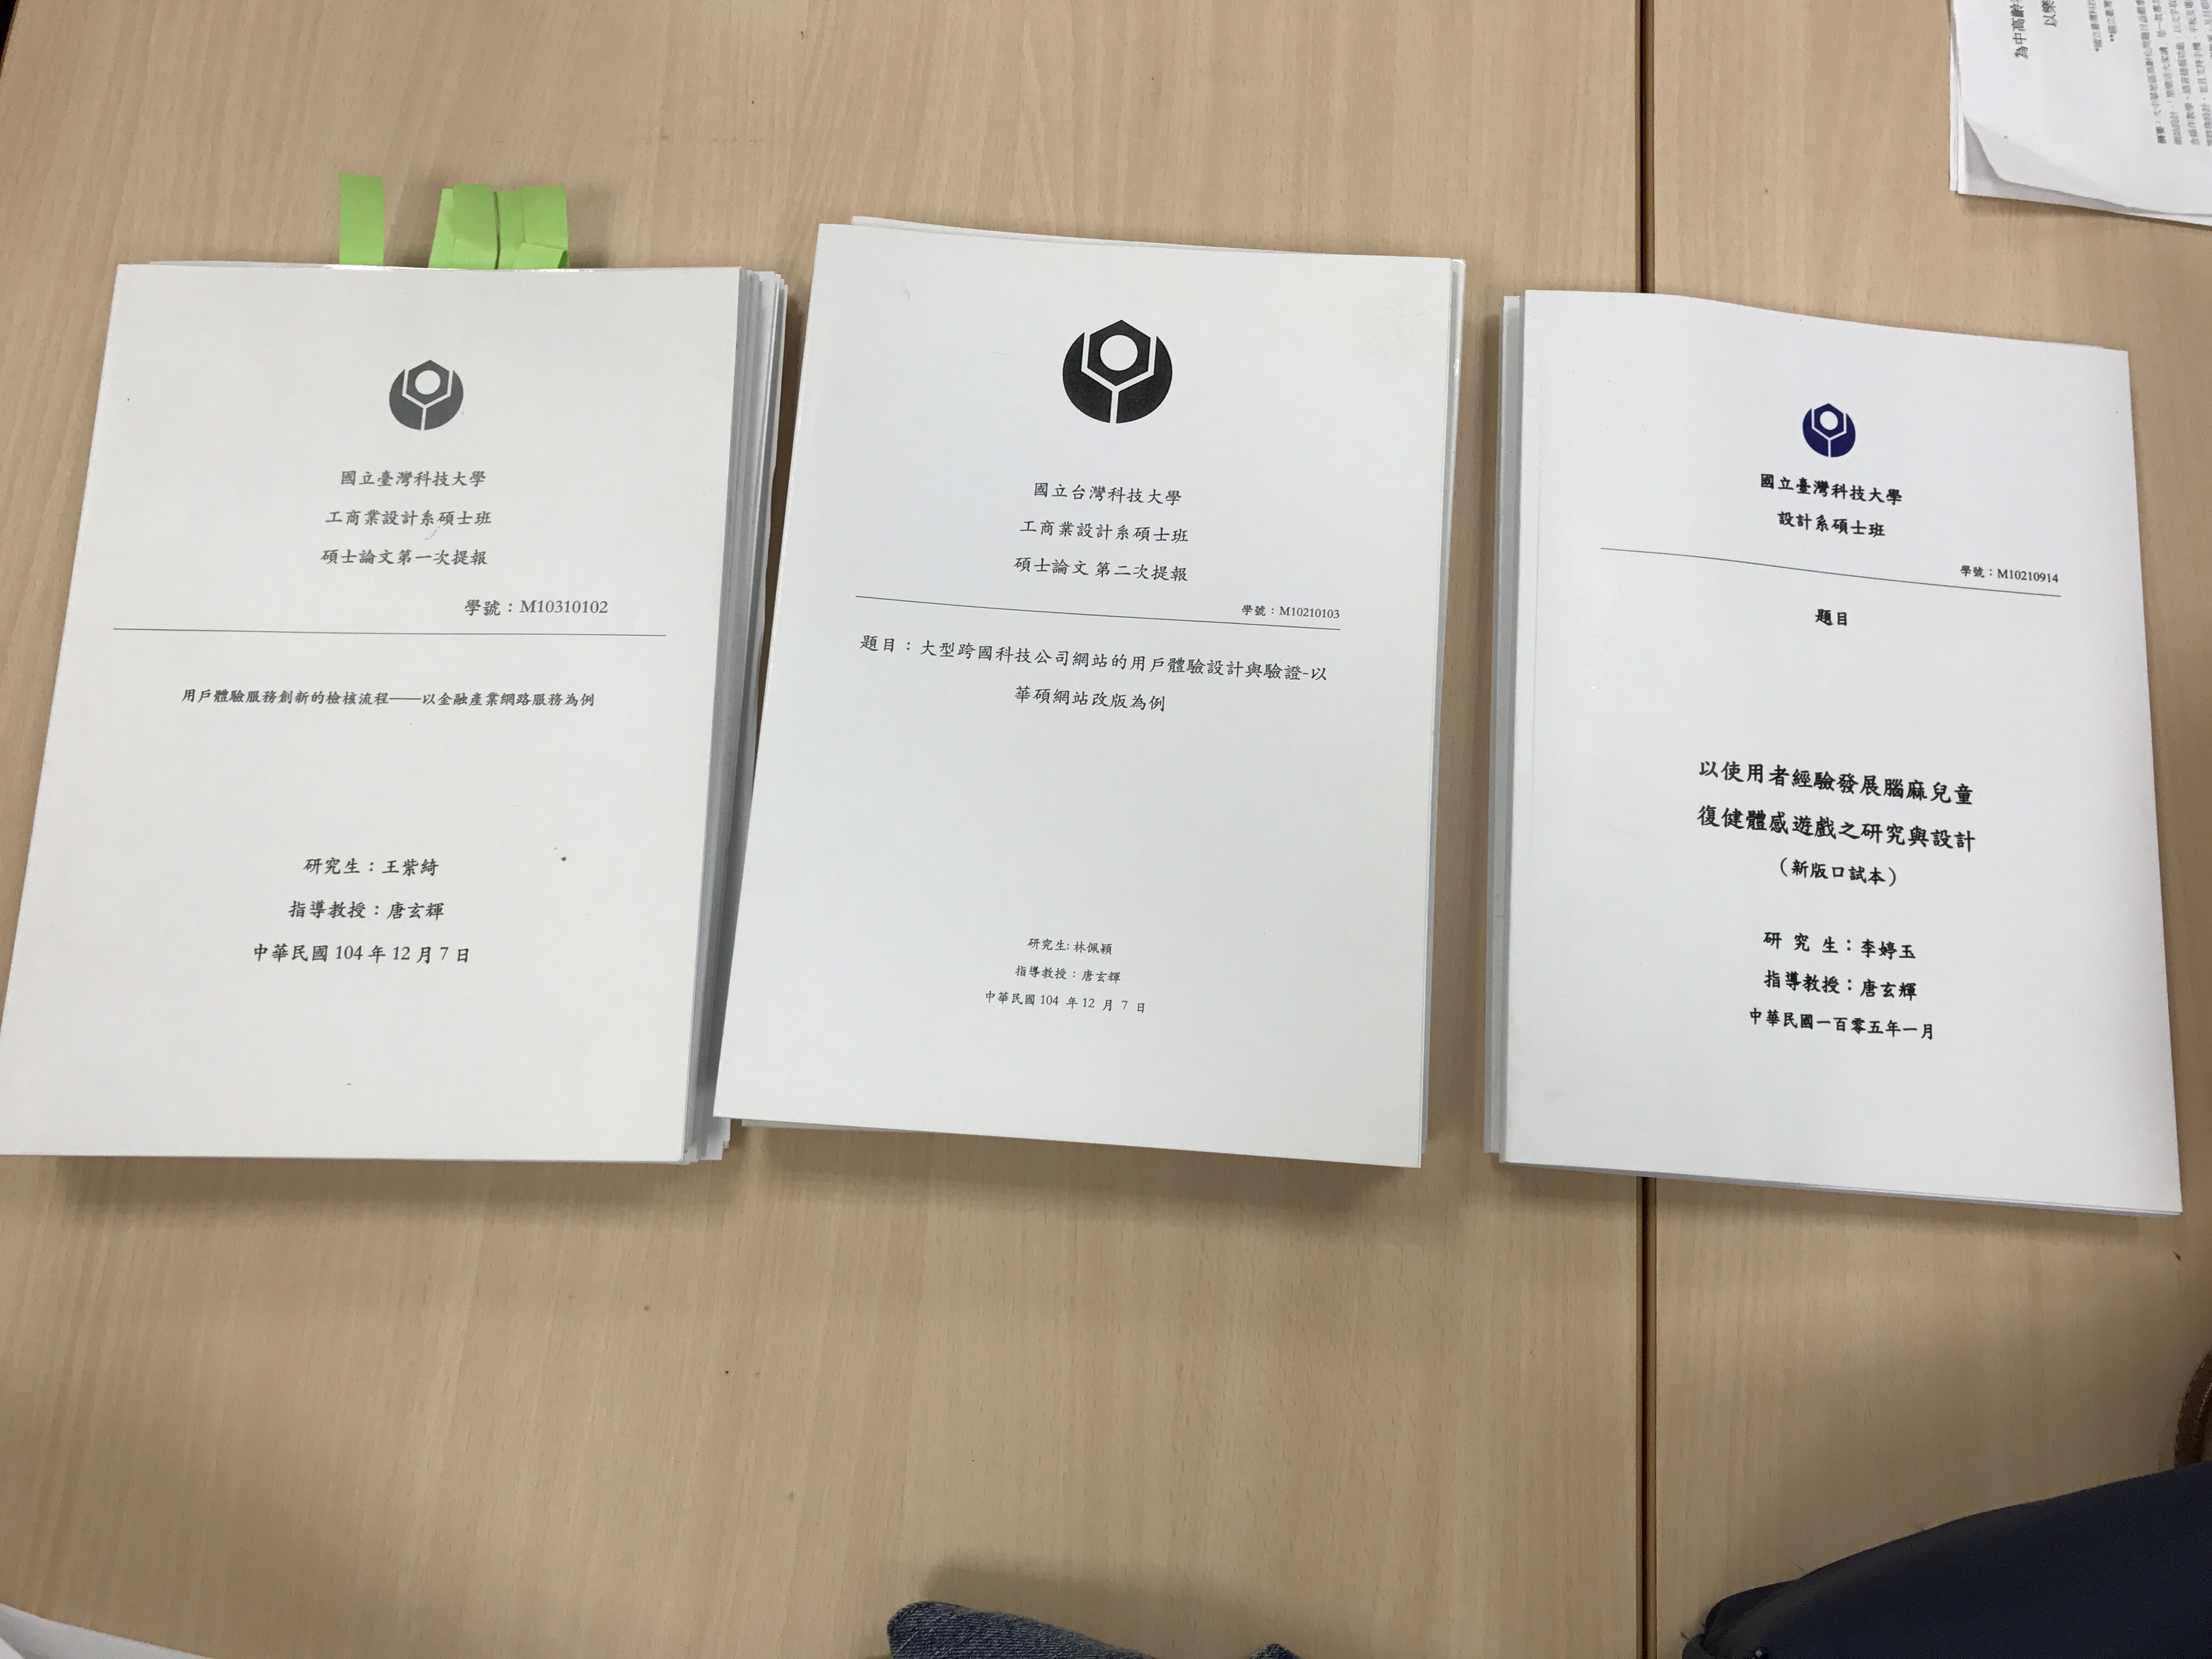 國立臺灣科技大學
工商業設計系碩士班
碩士論文第一次提報
學號：M10310102
用戶體驗服務創新的檢核流程——以金融產業網路服務為例
研究生：王紫綺
指導教授：唐玄輝
中華民國 104 年 12 月 7 日
國立台灣科技大學
工商業設計系碩士班
碩士論文 第二次提報
學號：M10210103
題目：大型跨國科技公司網站的用戶體驗設計與驗證-以
華碩網站改版為例
研究生: 林佩穎
指導教授：唐玄輝
中華民國 104 年 12 月 7 日
國立臺灣科技大學
設計系碩士班
學號：M10210914
題目
以使用者經驗發展腦麻兒童
復健體感遊戲之研究與設計
（新版口試本）
研 究 生：李婷玉
指導教授：唐玄輝
中華民國一百零五年一月
為中高齡